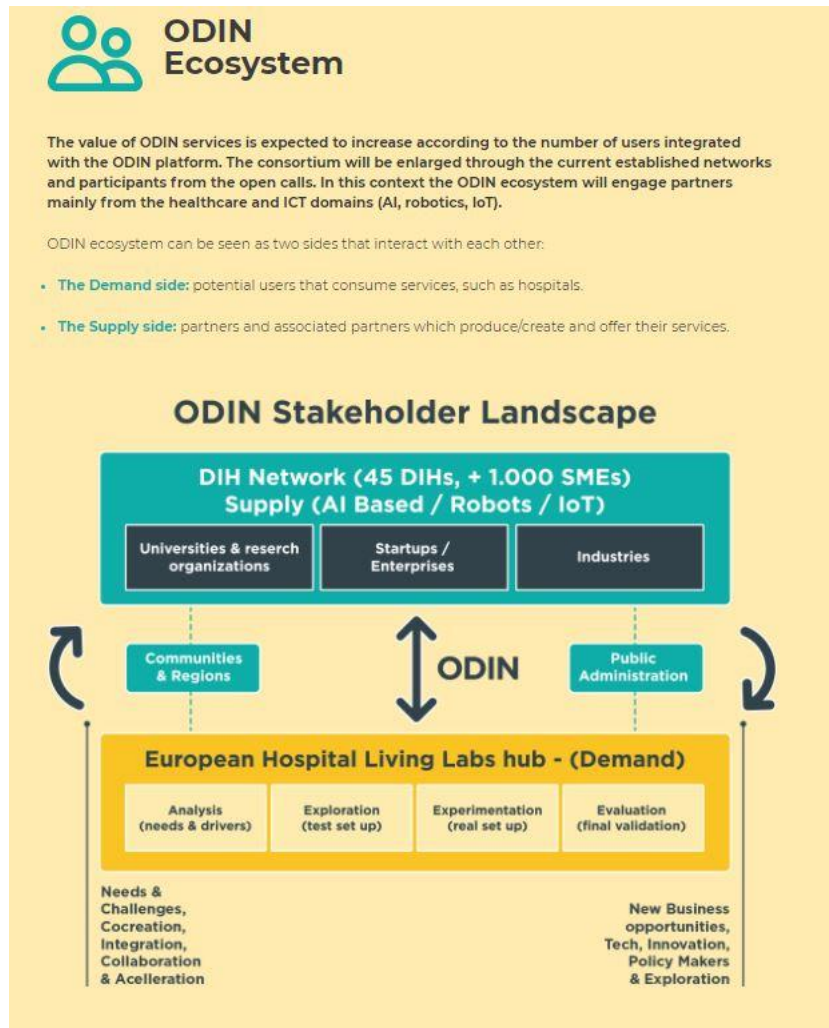 ODIN
Ecosystem
The value of ODIN services is expected to increase according to the number of users integrated
with the ODIN platform. The consortium will be enlarged through the current established networks
and participants from the open calls. In this context the ODIN ecosystem will engage partners
mainly from the healthcare and ICT domains (AI, robotics, IoT).
ODIN ecosystem can be seen as two sides that interact with each other:
• The Demand side: potential users that consume services, such as hospitals.
• The Supply side: partners and associated partners which produce/create and offer their services.
ODIN Stakeholder Landscape
DIH Network (45 DIHs, + 1.000 SMEs)
Supply (AI Based / Robots / IoT)
Universities & reserch
organizations
Startups /
Enterprises
Industries
Communities
& Regions
ODIN
Public
Administration
European Hospital Living Labs hub - (Demand)
Analysis
(needs & drivers)
Exploration
(test set up)
Experimentation
(real set up)
Evaluation
(final validation)
Needs &
Challenges,
Cocreation,
Integration,
Collaboration
& Acelleration
New Business
opportunities,
Tech, Innovation,
Policy Makers
& Exploration